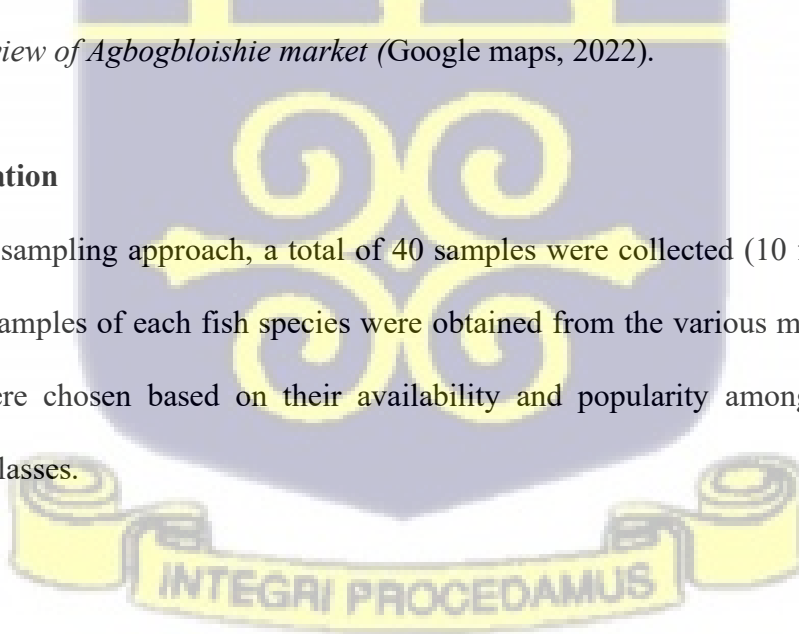 view of Agbogbloishie market (Google maps, 2022).
ation
sampling approach, a total of 40 samples were collected (10
amples of each fish species were obtained from the various m
ere chosen based on their availability and popularity among
lasses.
INTEGRI PROCEDAMUS